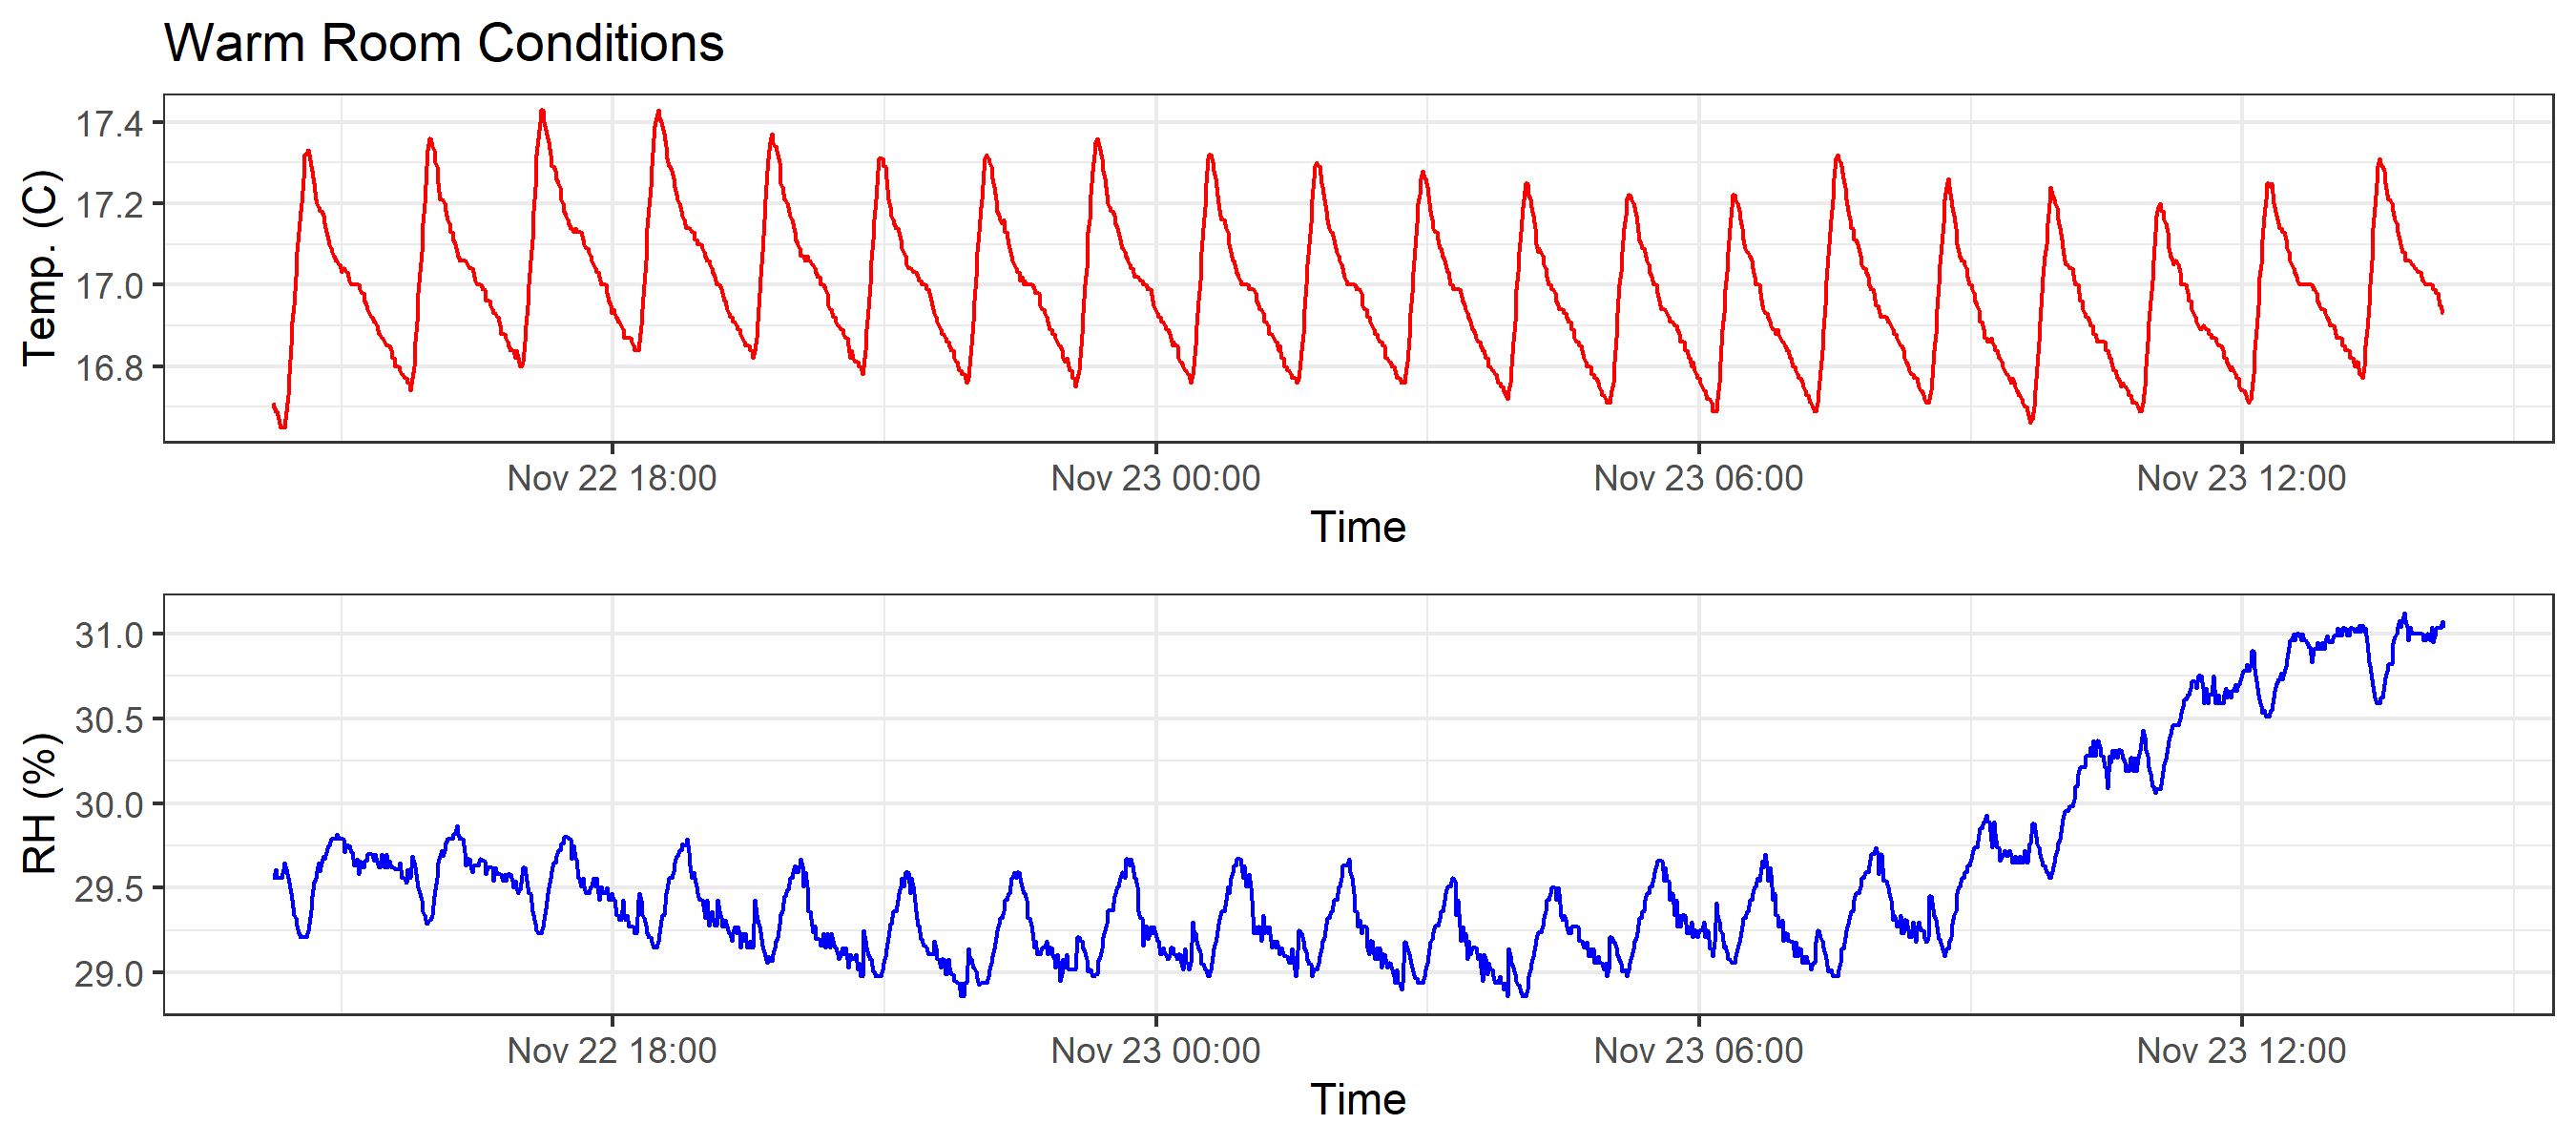 Warm Room Conditions
Temp. (C)
17.4
17.2
17.0
16.8
Nov 22 18:00 Nov 23 00:00 Nov 23 06:00 Nov 23 12:00
Time
RH (%)
31.0
30.5
30.0
29.5
29.0
Nov 22 18:00 Nov 23 00:00 Nov 23 06:00 Nov 23 12:00
Time